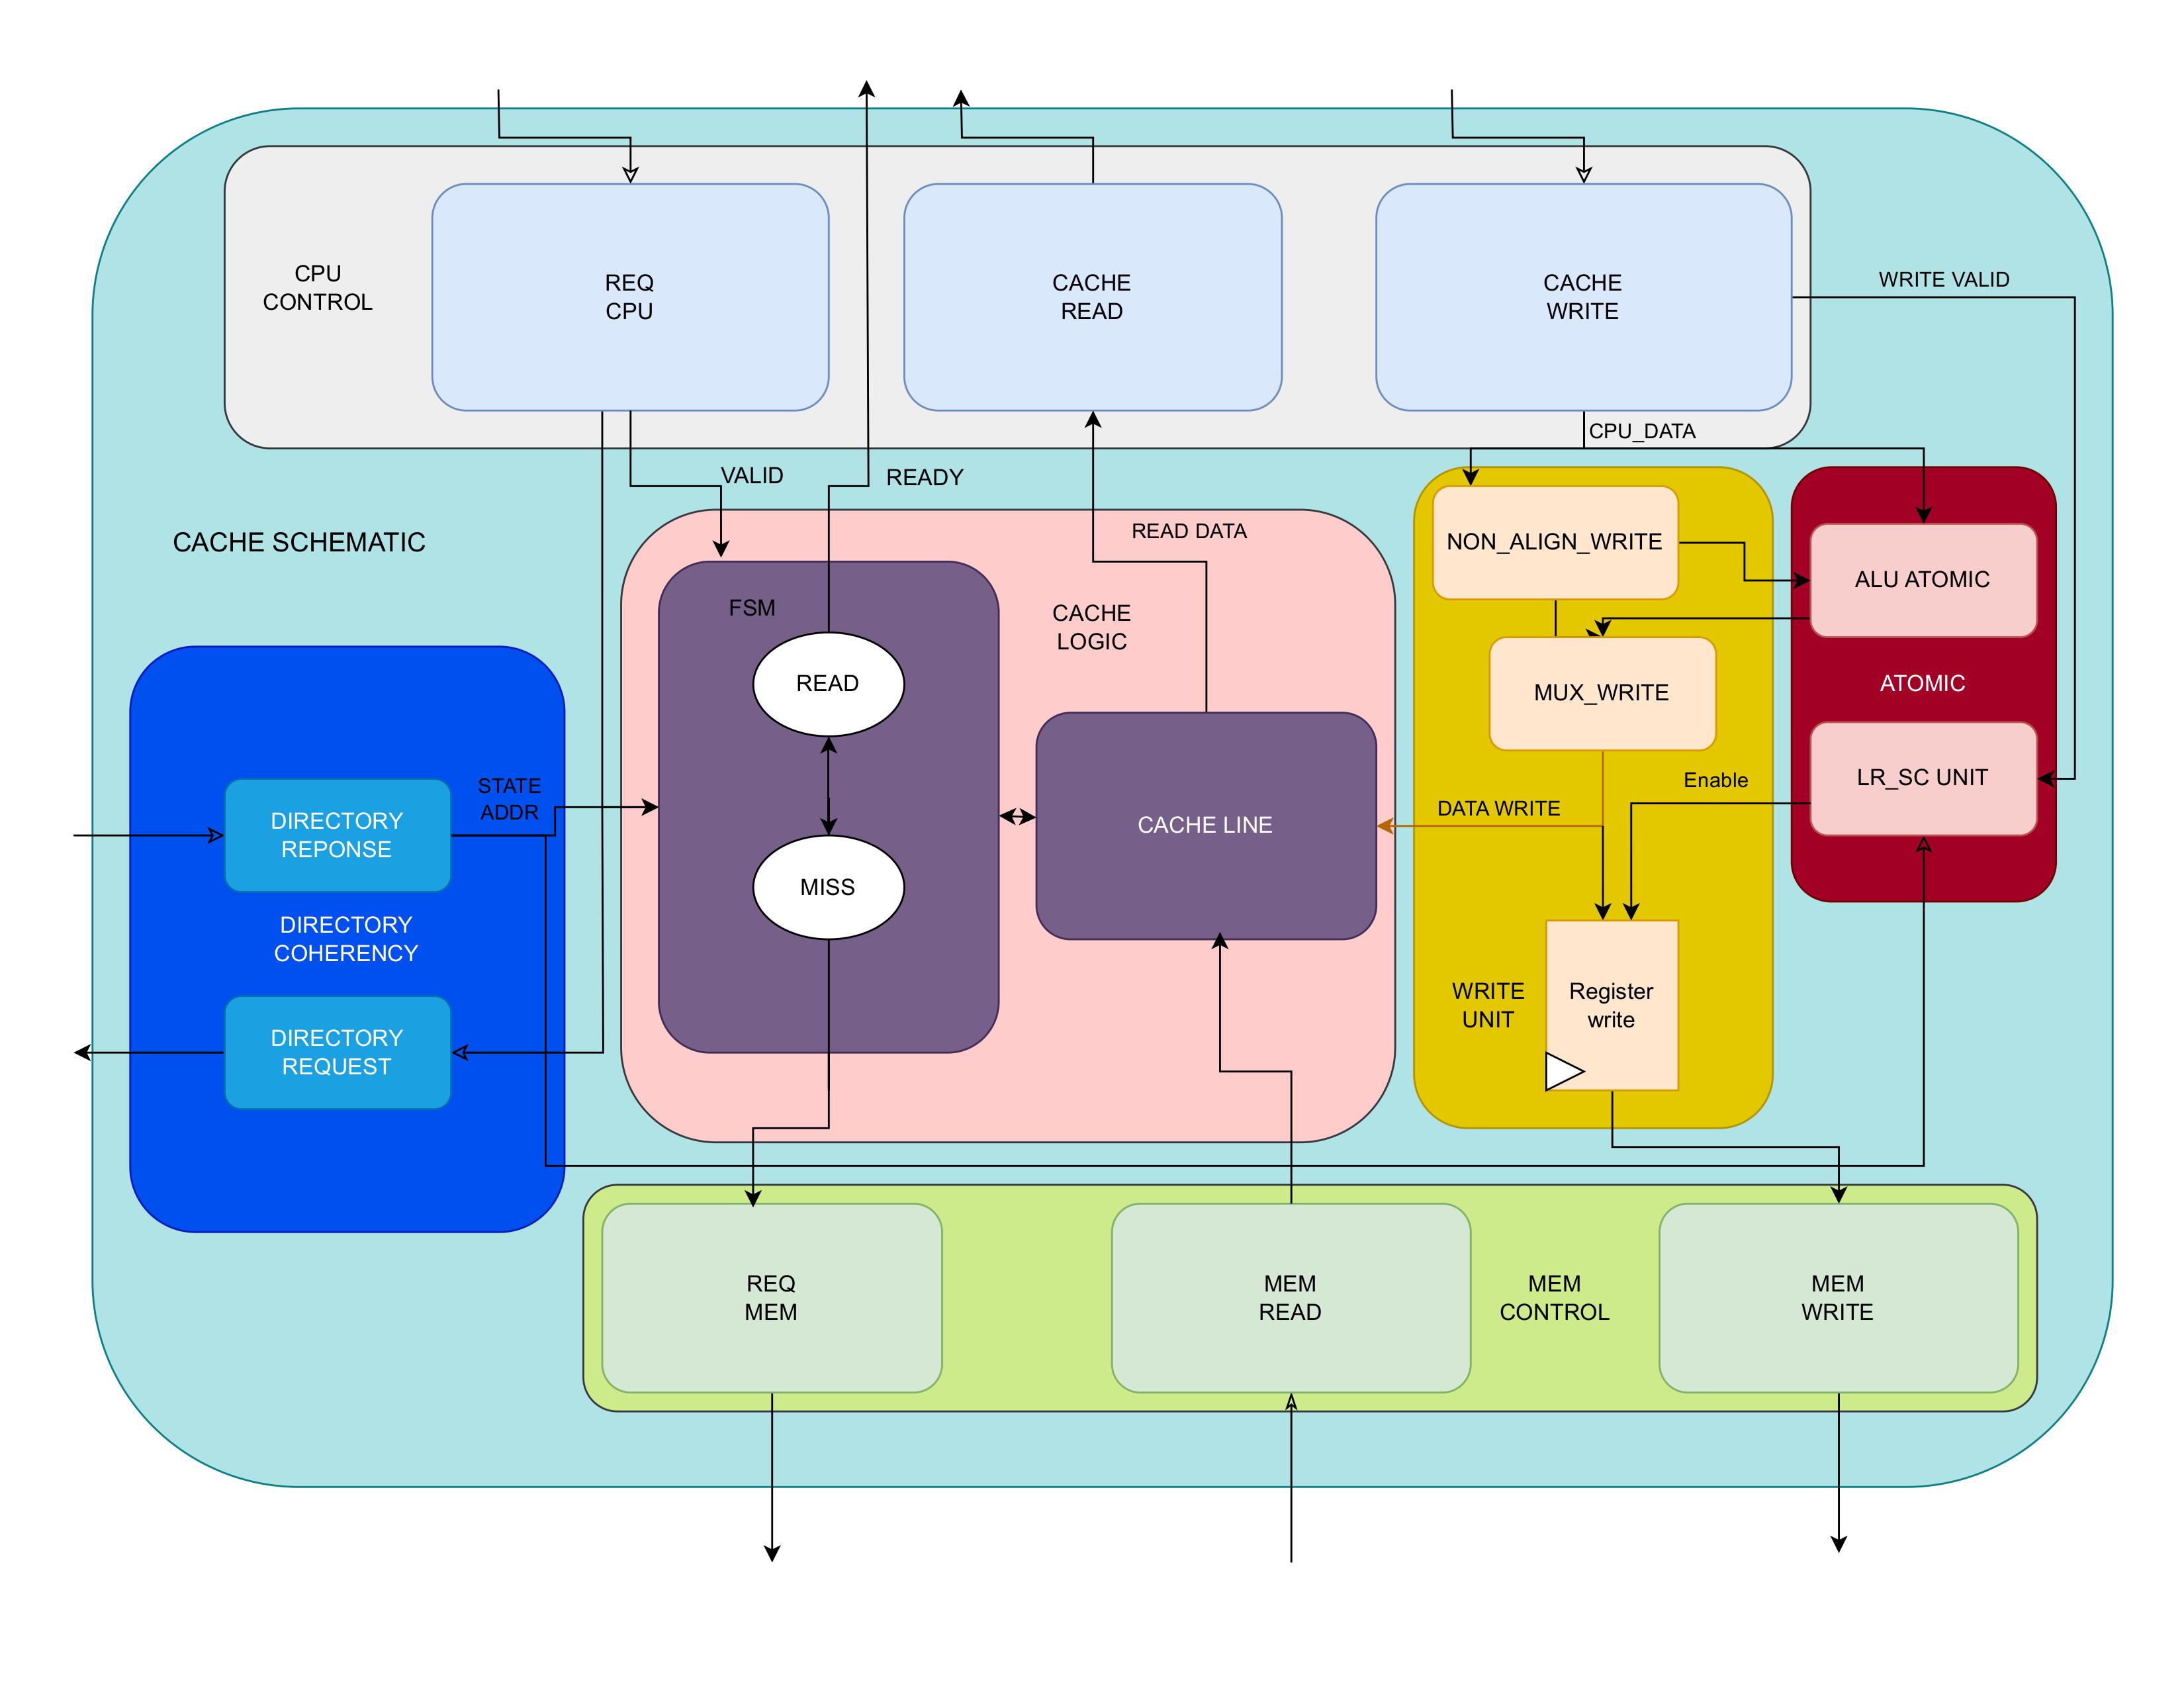 CPU
CONTROL
REQ
CPU
CACHE
READ
CACHE
WRITE
WRITE VALID
CPU_DATA
VALID
READY
CACHE SCHEMATIC
READ DATA
NON_ALIGN_WRITE
ALU ATOMIC
FSM
CACHE
LOGIC
READ
MUX_WRITE
ATOMIC
STATE
ADDR
DIRECTORY
REPONSE
CACHE LINE
DATA WRITE
Enable
LR_SC UNIT
MISS
DIRECTORY
COHERENCY
DIRECTORY
REQUEST
WRITE
UNIT
Register
write
REQ
MEM
MEM
READ
MEM
CONTROL
MEM
WRITE